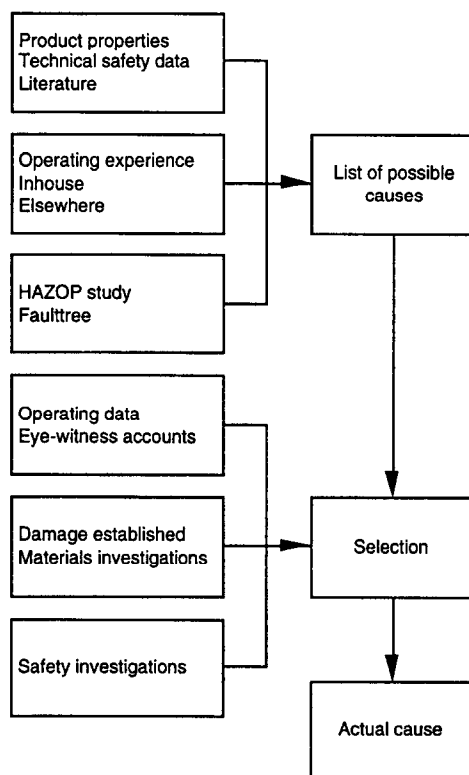 Product properties
Technical safety data
Literature
Operating experience
Inhouse
Elsewhere
List of possible
causes
HAZOP study
Faulttree
Operating data
Eye-witness accounts
Damage established
Materials investigations
Selection
Safety investigations
Actual cause